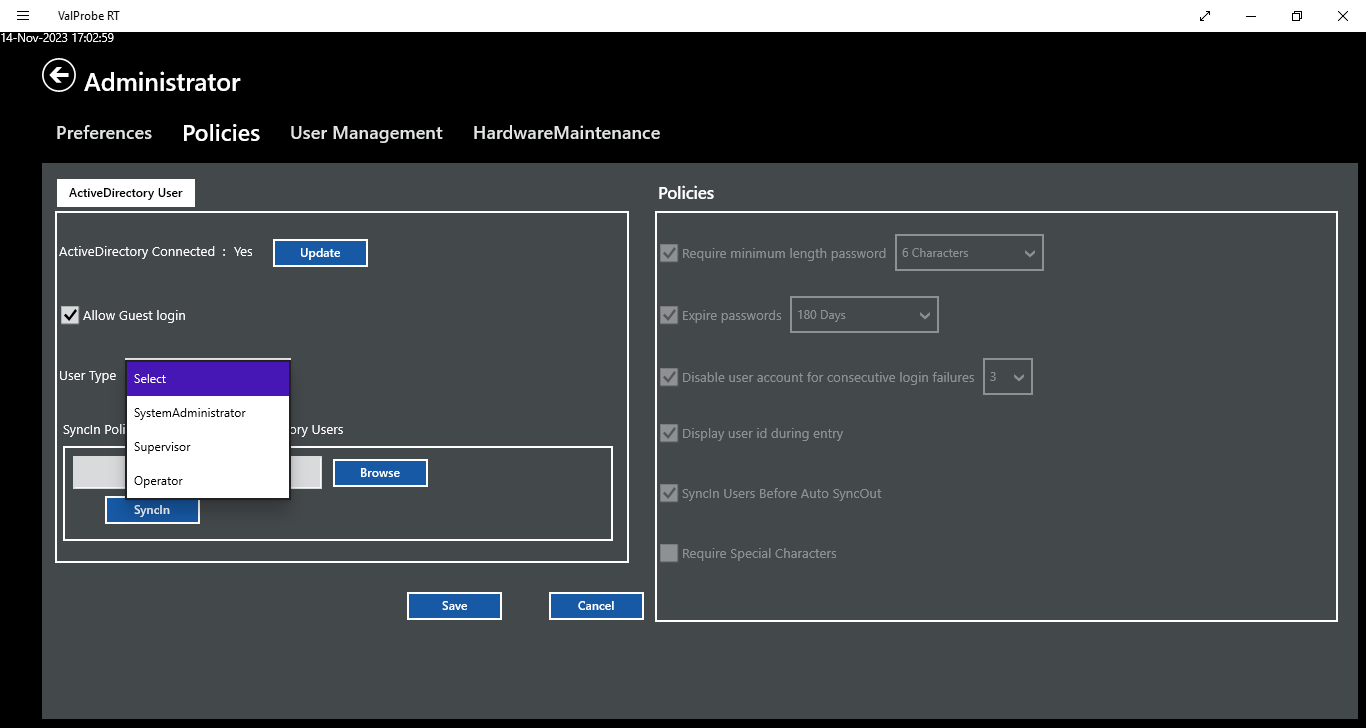 ValProbe RT
14-Nov-2023 17:02:59
Administrator
Preferences Policies User Management HardwareMaintenance
ActiveDirectory User
ActiveDirectory Connected : Yes Update
Allow Guest login
User Type
Select
SystemAdministrator
Supervisor
Operator
SyncIn Poli ory Users
Browse
SyncIn
Save Cancel
Policies
Require minimum length password 6 Characters
Expire passwords 180 Days
Disable user account for consecutive login failures 3
Display user id during entry
SyncIn Users Before Auto SyncOut
Require Special Characters